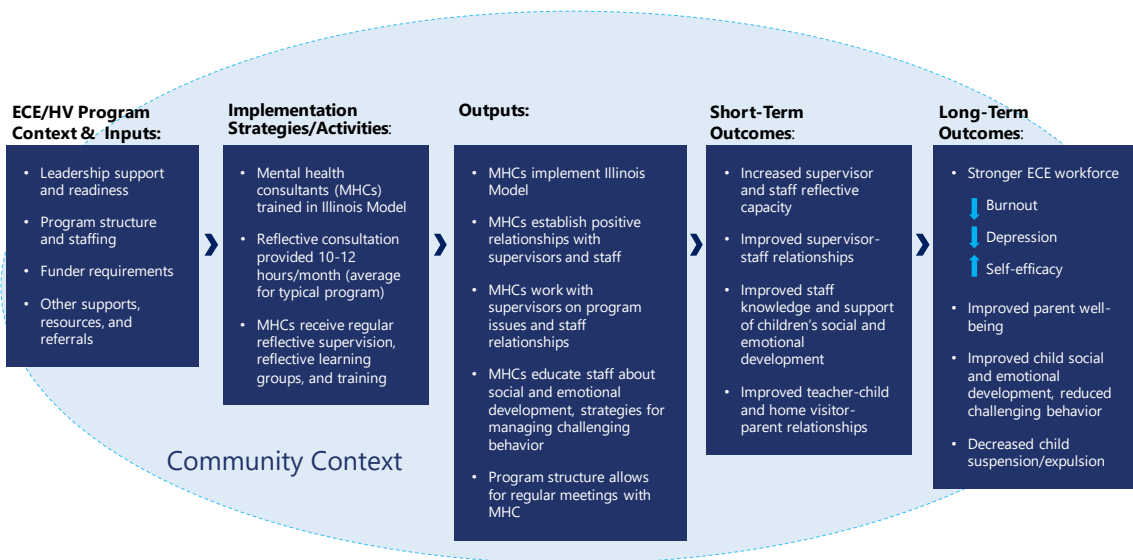 ECE/HV Program
Context & Inputs:
• Leadership support
and readiness
• Program structure
and staffing
• Funder requirements
• Other supports,
resources, and
referrals
Implementation
Strategies/Activities:
• Mental health
consultants (MHCs)
trained in Illinois Model
• Reflective consultation
provided 10-12
hours/month (average
for typical program)
• MHCs receive regular
reflective supervision,
reflective learning
groups, and training
Outputs:
• MHCs implement Illinois
Model
• MHCs establish positive
relationships with
supervisors and staff
• MHCs work with
supervisors on program
issues and staff
relationships
• MHCs educate staff about
social and emotional
development, strategies for
managing challenging
behavior
• Program structure allows
for regular meetings with
MHC
Short-Term
Outcomes:
• Increased supervisor
and staff reflective
capacity
• Improved supervisor-
staff relationships
• Improved staff
knowledge and support
of children's social and
emotional
development
• Improved teacher-child
and home visitor-
parent relationships
Long-Term
Outcomes:
• Stronger ECE workforce
Burnout
Depression
Self-efficacy
• Improved parent well-
being
• Improved child social
and emotional
development, reduced
challenging behavior
• Decreased child
suspension/expulsion
Community Context